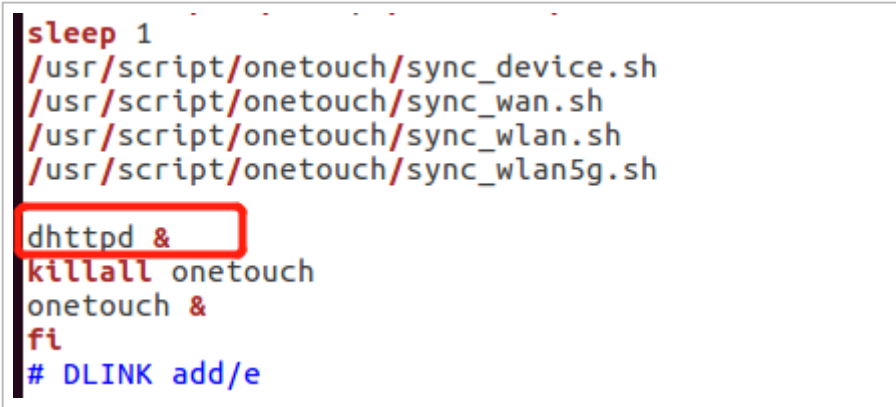 sleep 1
/usr/script/onetouch/sync_device.sh
/usr/script/onetouch/sync_wan.sh
/usr/script/onetouch/sync_wlan.sh
/usr/script/onetouch/sync_wlan5g.sh
dhttpd &
killall onetouch
onetouch &
fi
# DLINK add/e